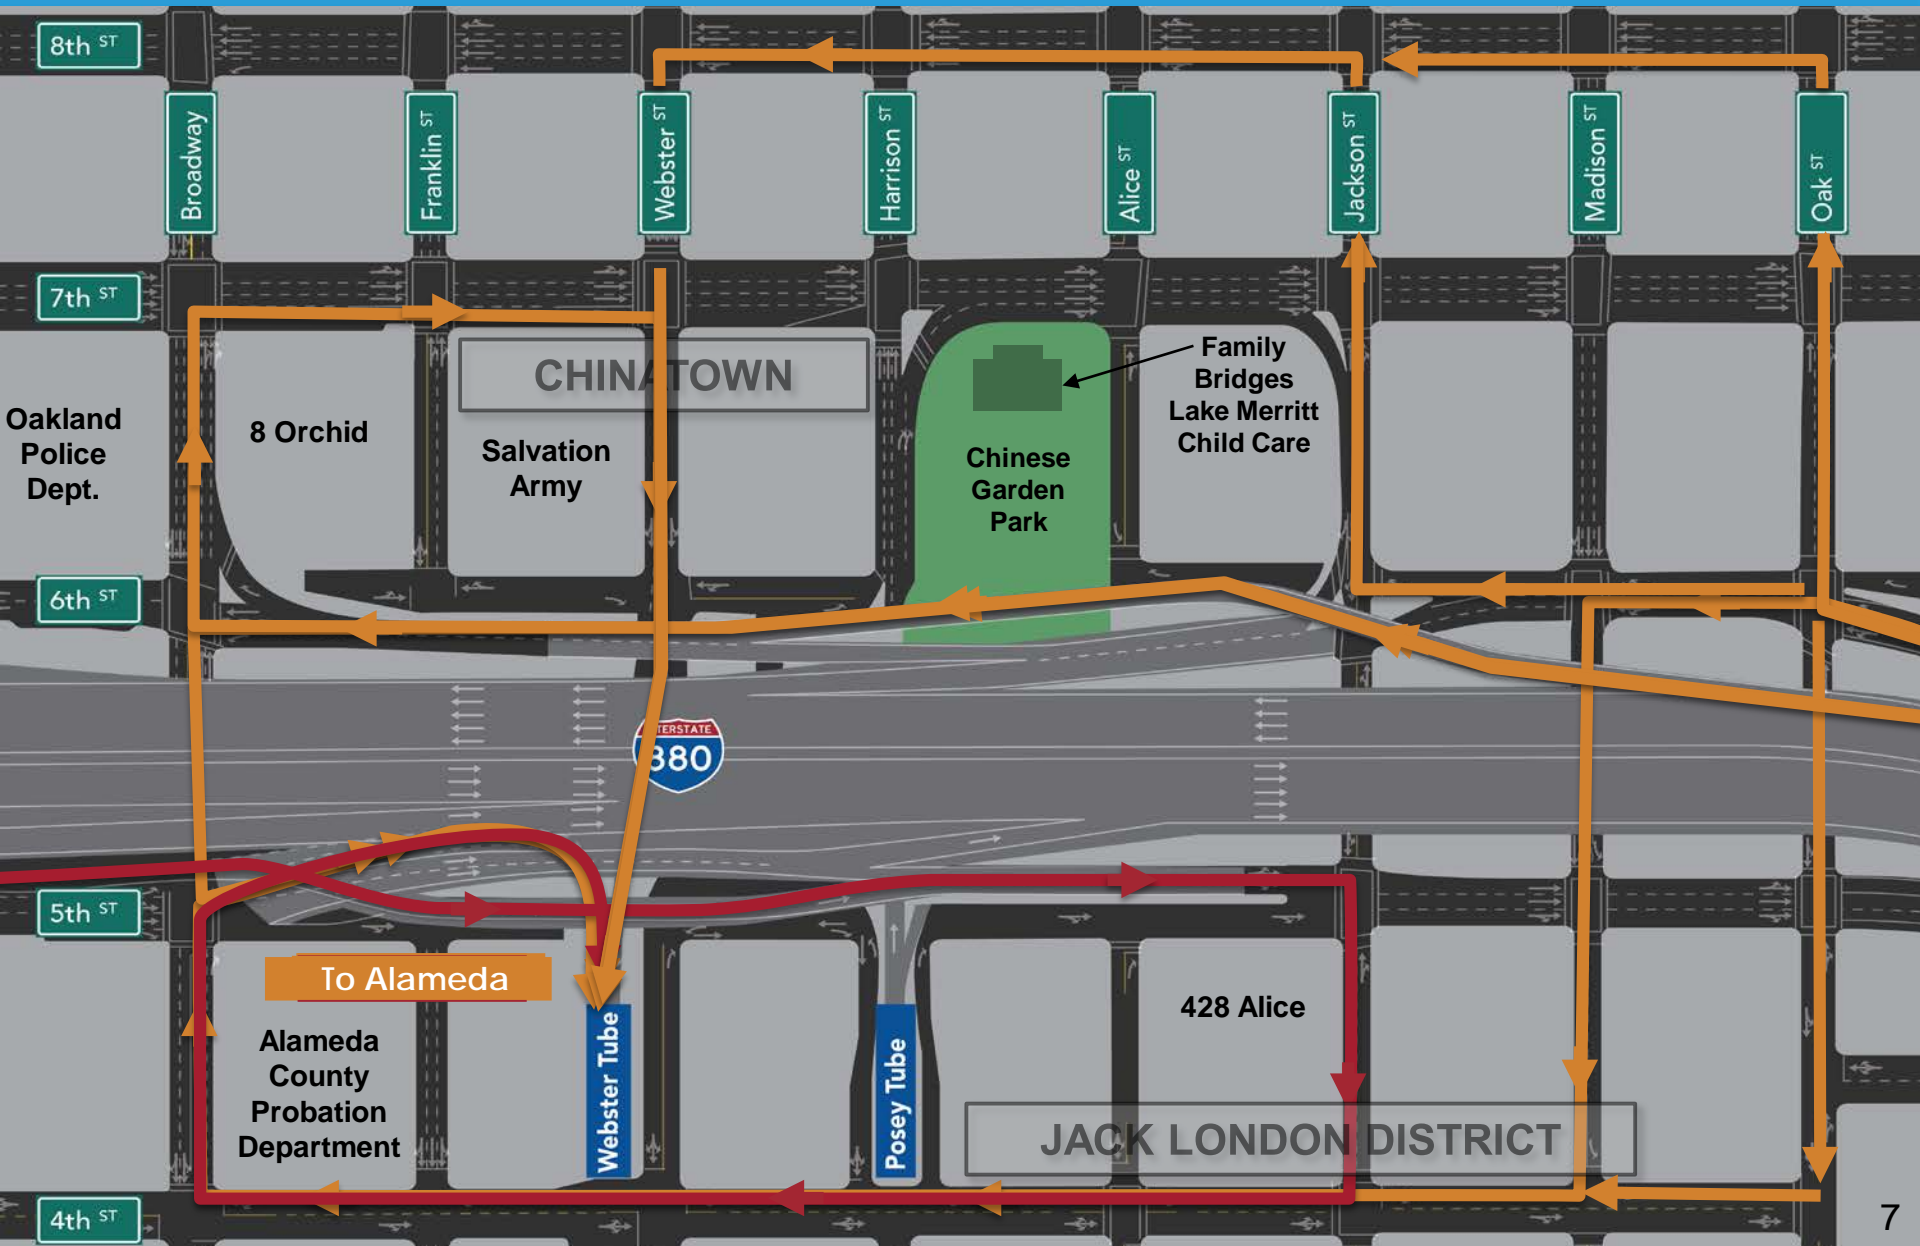 8th ST
Broadway
Franklin ST
Webster ST
Harrison ST
Alice ST
Jackson ST
Madison ST
Oak ST
7th ST
CHINATOWN
Family
Bridges
Lake Merritt
Child Care
Oakland
Police
Dept.
8 Orchid
Salvation
Army
Chinese
Garden
Park
6th ST
INTERSTATE
880
5th ST
To Alameda
Alameda
County
Probation
Department
Webster Tube
Posey Tube
428 Alice
JACK LONDON DISTRICT
4th ST
7